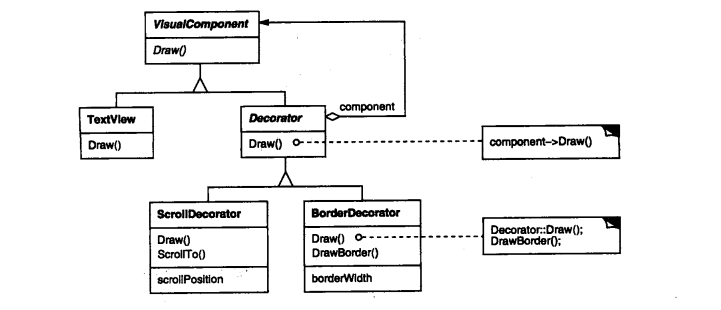 VisualComponent
Draw()
TextView
Draw()
Decorator
Draw()
component
component->Draw()
ScrollDecorator
Draw()
ScrollTo()
scrollPosition
BorderDecorator
Draw()
DrawBorder()
borderWidth
Decorator::Draw();
DrawBorder();